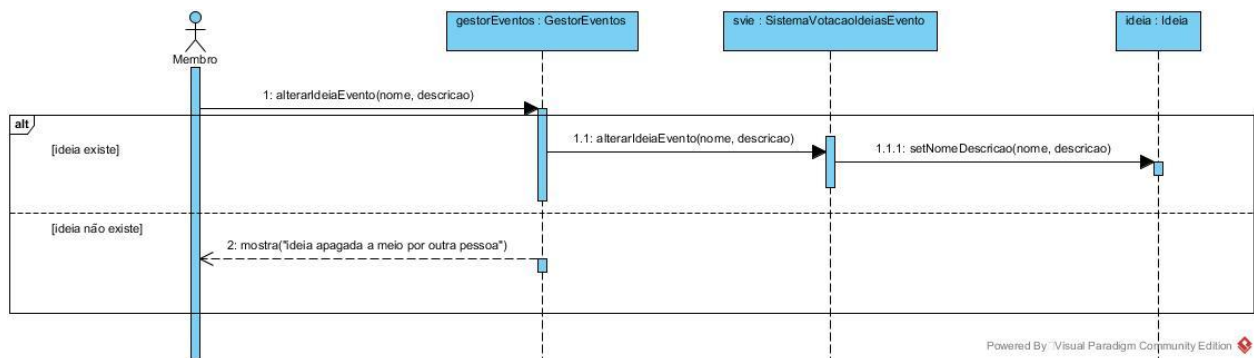 gestorEventos : GestorEventos
svie : SistemaVotacaoIdeiasEvento
ideia : Ideia
Membro
1: alterarIdeiaEvento(nome, descricao)
alt
[ideia existe]
1.1: alterarIdeiaEvento(nome, descricao)
1.1.1: setNomeDescricao(nome, descricao)
[ideia não existe]
2: mostra("ideia apagada a meio por outra pessoa")
Powered By Visual Paradigm Community Edition